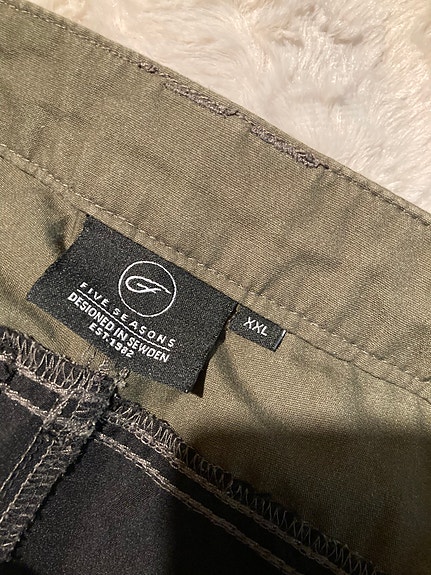 FIVE SEASONS
DESIGNED IN SEWDEN
EST.1982
XXL